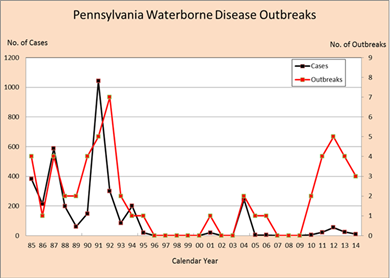 Pennsylvania Waterborne Disease Outbreaks
No. of Cases
No. of Outbreaks
1200
1000
800
600
400
200
0
9
8
7
6
5
4
3
2
1
0
Cases
Outbreaks
85 86 87 88 89 90 91 92 93 94 95 96 97 98 99 00 01 02 03 04 05 06 07 08 09 10 11 12 13 14
Calendar Year